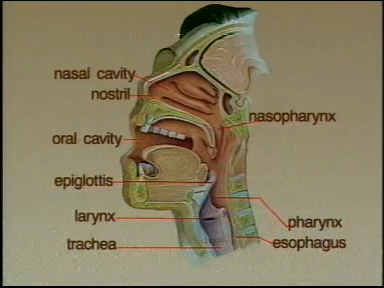 nasal cavity
nostril
nasopharynx
oral cavity
epiglottis
larynx
pharynx
trachea
esophagus